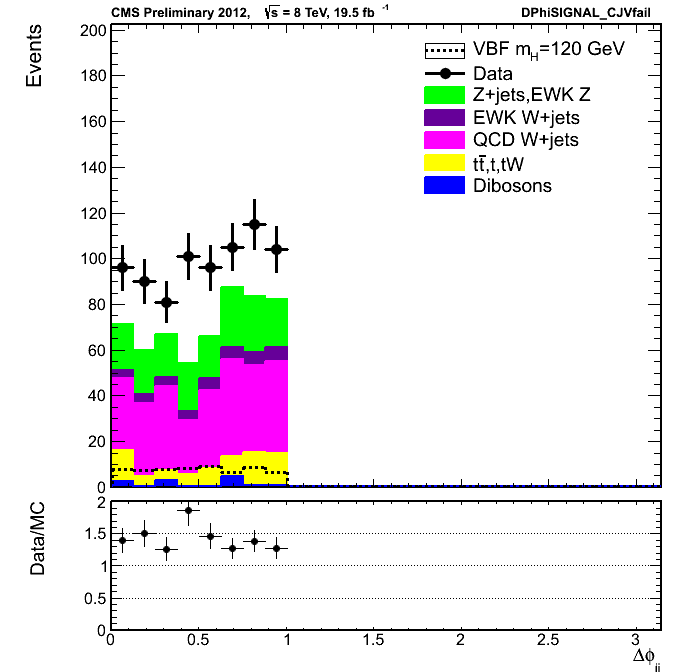 CMS Preliminary 2012, √s = 8 TeV, 19.5 fb⁻¹ DPhiSIGNAL_CJVfail
Events
200
180
160
140
120
100
80
60
40
20
0
VBF m_H=120 GeV
Data
Z+jets,EWK Z
EWK W+jets
QCD W+jets
tt̄,t,tW
Dibosons
Data/MC
2
1.5
1
0.5
0
0 0.5 1 1.5 2 2.5 3
Δϕ_jj